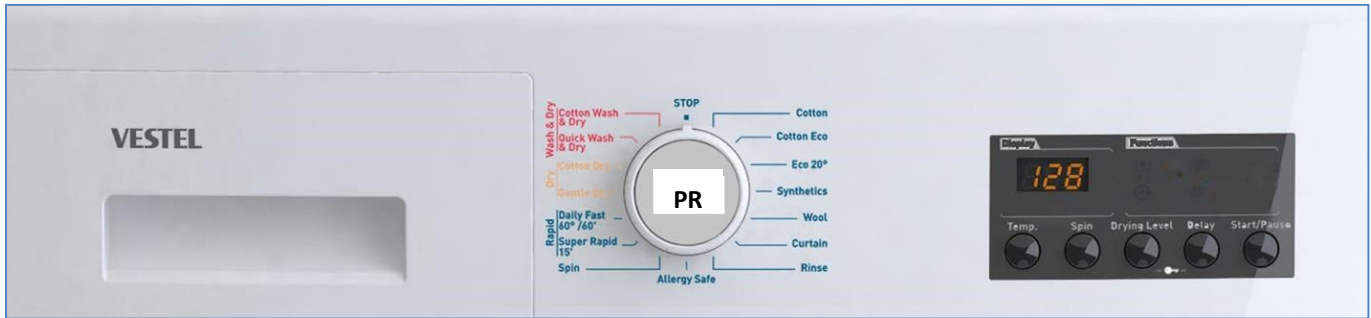 VESTEL
STOP
Cotton
Cotton Eco
Eco 20°
Synthetics
Wool
Curtain
Rinse
Allergy Safe
Spin
Rapid
Super Rapid
15'
Daily Fast
60°/60'
Dry
Gentle Dry
Cotton Dry
Wash & Dry
Quick Wash
& Dry
Cotton Wash
& Dry
PR
Display
Functions
128
Temp.
Spin
Drying Level
Delay
Start/Pause